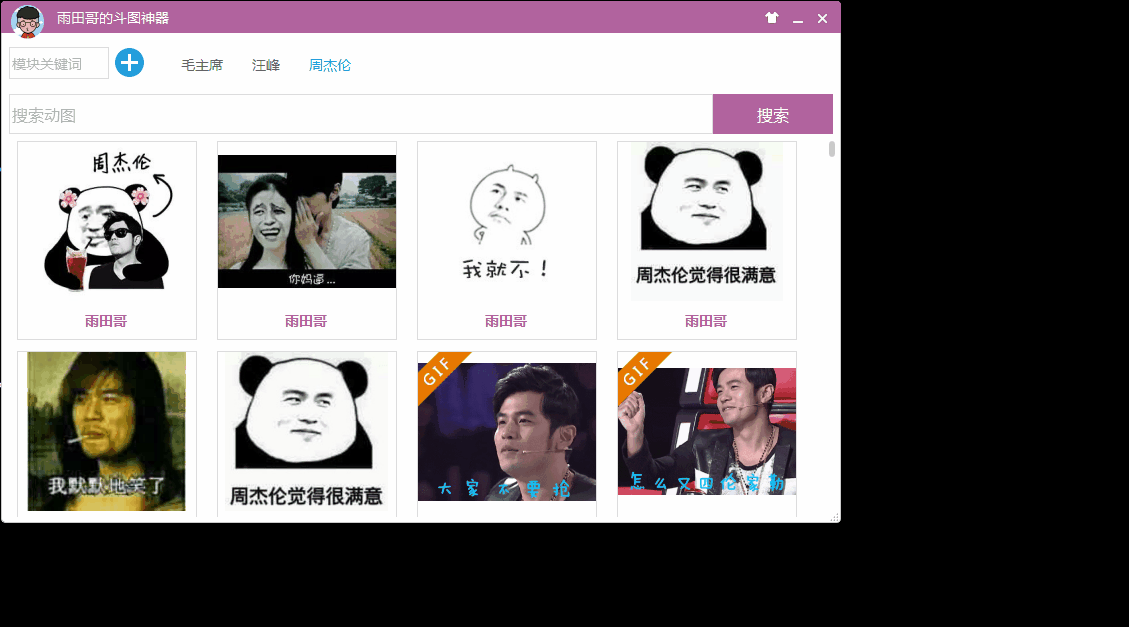 雨田哥的斗图神器
模块关键词
毛主席 汪峰 周杰伦
搜索动图 搜索
周杰伦
你妈逼...
我就不！
周杰伦觉得很满意
雨田哥 雨田哥 雨田哥 雨田哥
GIF GIF
我默默地笑了
周杰伦觉得很满意
大家不要抢
怎么又四伦家勒